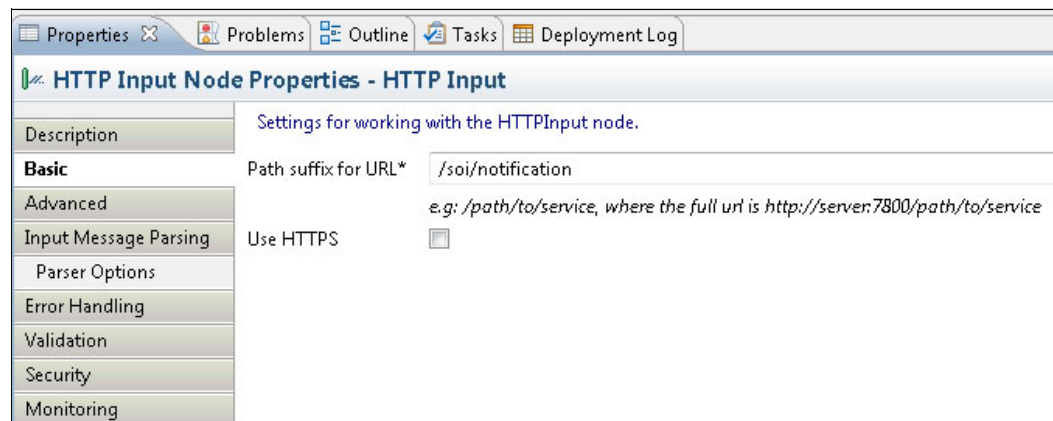 Properties Problems Outline Tasks Deployment Log
HTTP Input Node Properties - HTTP Input
Description
Settings for working with the HTTPInput node.
Basic
Path suffix for URL* /soi/notification
Advanced
e.g: /path/to/service, where the full url is http://server:7800/path/to/service
Input Message Parsing
Use HTTPS
Parser Options
Error Handling
Validation
Security
Monitoring